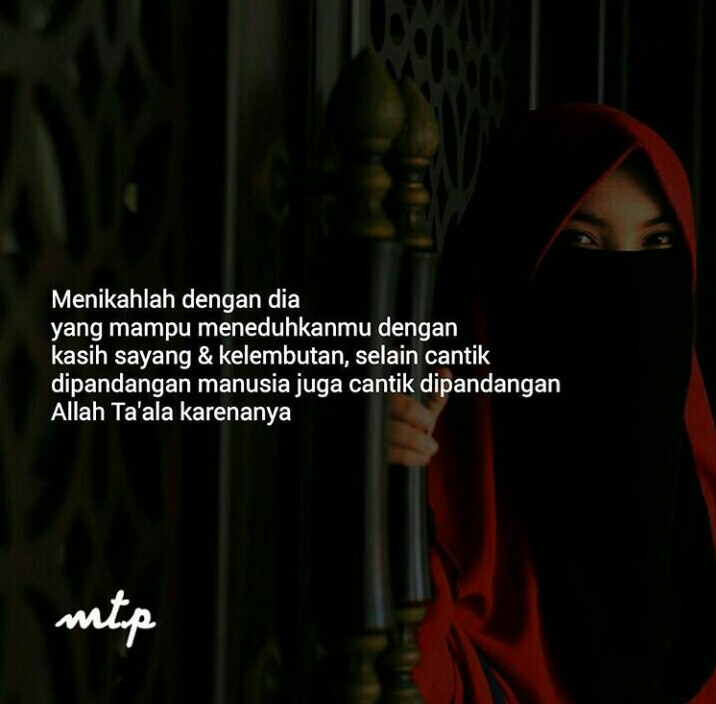 Menikahlah dengan dia
yang mampu meneduhkanmu dengan
kasih sayang & kelembutan, selain cantik
dipandangan manusia juga cantik dipandangan
Allah Ta'ala karenanya
mtp